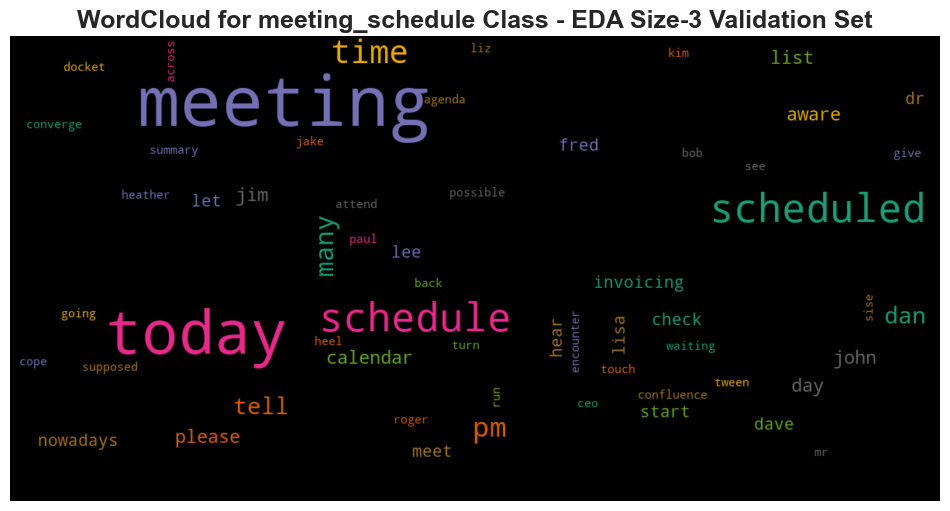 WordCloud for meeting_schedule Class - EDA Size-3 Validation Set
time
liz
kim
list
across
docket
meeting
agenda
dr
aware
converge
summary
jake
fred
bob
see
give
heather
let
jim
attend
possible
scheduled
many
paul
lee
back
invoicing
going
today
schedule
heel
turn
calendar
hear
encounter
lisa
check
waiting
sise
dan
cope
supposed
touch
john
tween
day
confluence
run
ceo
start
tell
roger
pm
dave
nowadays
please
meet
mr